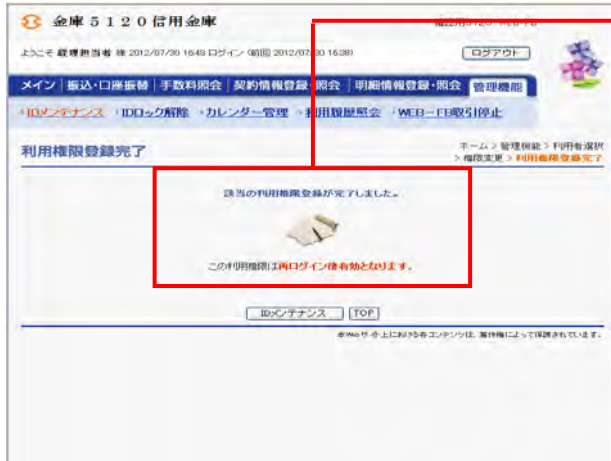 金庫5120信用金庫
ようこそ 経理担当者 様 2012/07/30 16:48 ログイン (前回 2012/07/30 16:38)
ログアウト
メイン 振込・口座振替 手数料照会 契約情報登録・照会 明細情報登録・照会 管理機能
IDメンテナンス IDロック解除 カレンダー管理 利用履歴照会 WEB-FB取引停止
利用権限登録完了
ホーム > 管理機能 > 利用者選択
> 権限変更 > 利用権限登録完了
該当の利用権限登録が完了しました。
この利用権限は再ログイン後有効となります。
IDメンテナンス TOP
本Webサイト上における各コンテンツは、著作権によって保護されています。